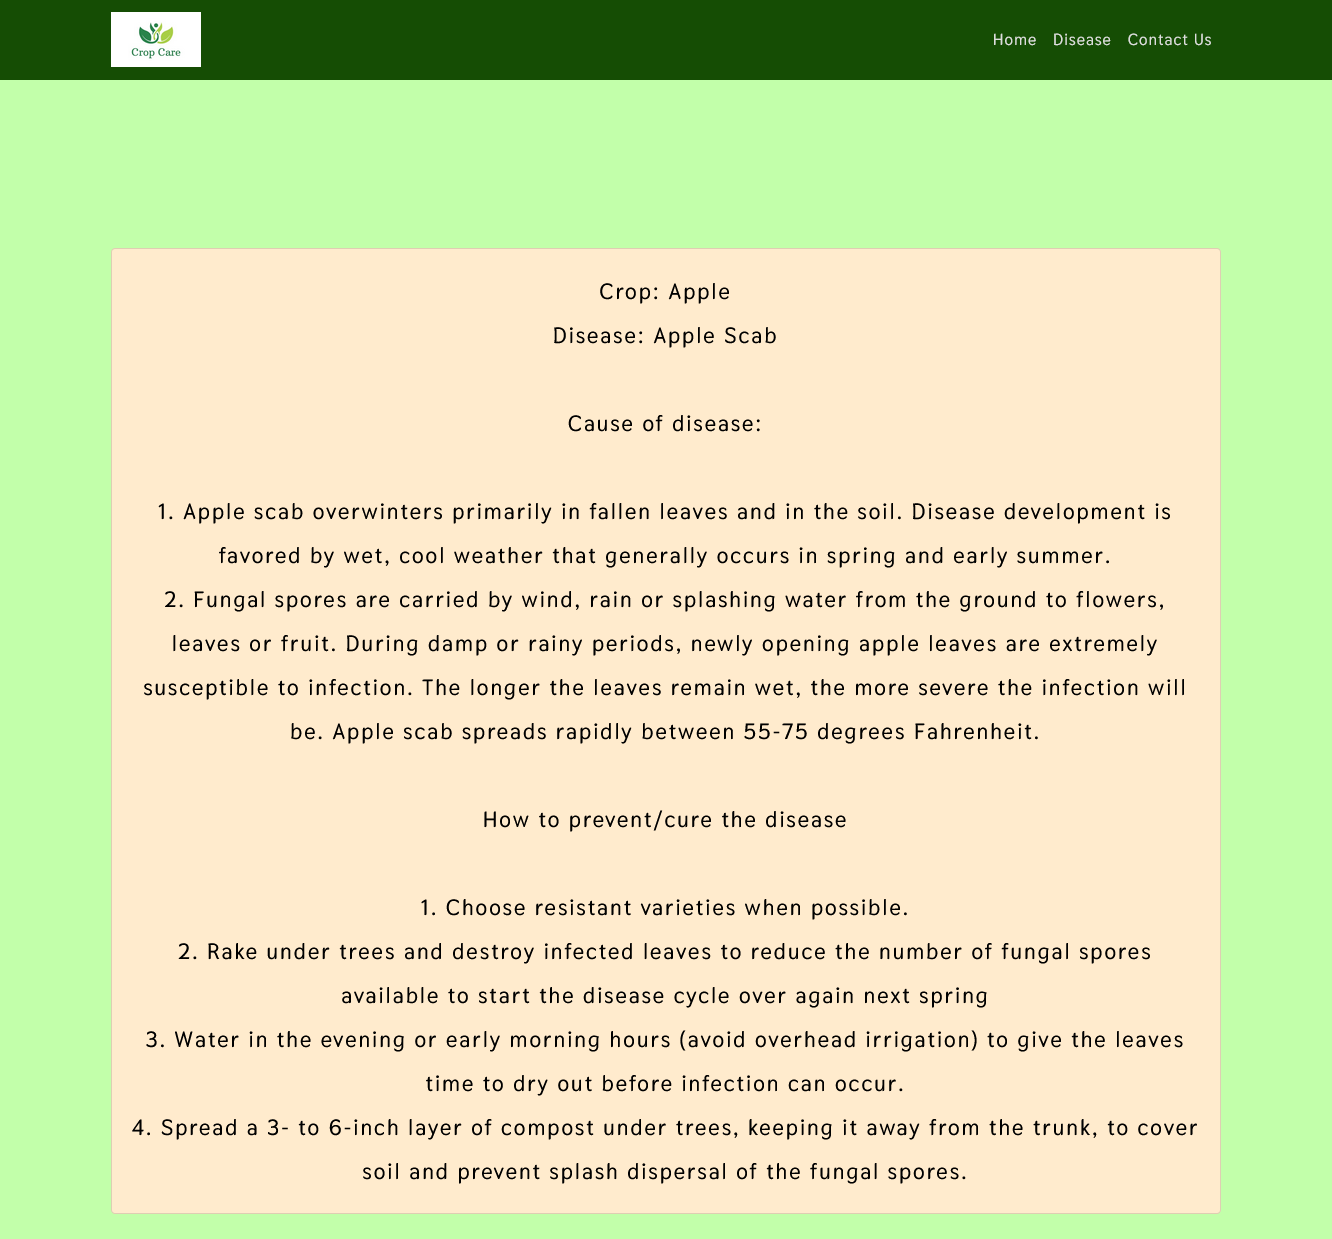 Crop Care
Home Disease Contact Us
Crop: Apple
Disease: Apple Scab
Cause of disease:
1. Apple scab overwinters primarily in fallen leaves and in the soil. Disease development is
favored by wet, cool weather that generally occurs in spring and early summer.
2. Fungal spores are carried by wind, rain or splashing water from the ground to flowers,
leaves or fruit. During damp or rainy periods, newly opening apple leaves are extremely
susceptible to infection. The longer the leaves remain wet, the more severe the infection will
be. Apple scab spreads rapidly between 55-75 degrees Fahrenheit.
How to prevent/cure the disease
1. Choose resistant varieties when possible.
2. Rake under trees and destroy infected leaves to reduce the number of fungal spores
available to start the disease cycle over again next spring
3. Water in the evening or early morning hours (avoid overhead irrigation) to give the leaves
time to dry out before infection can occur.
4. Spread a 3- to 6-inch layer of compost under trees, keeping it away from the trunk, to cover
soil and prevent splash dispersal of the fungal spores.